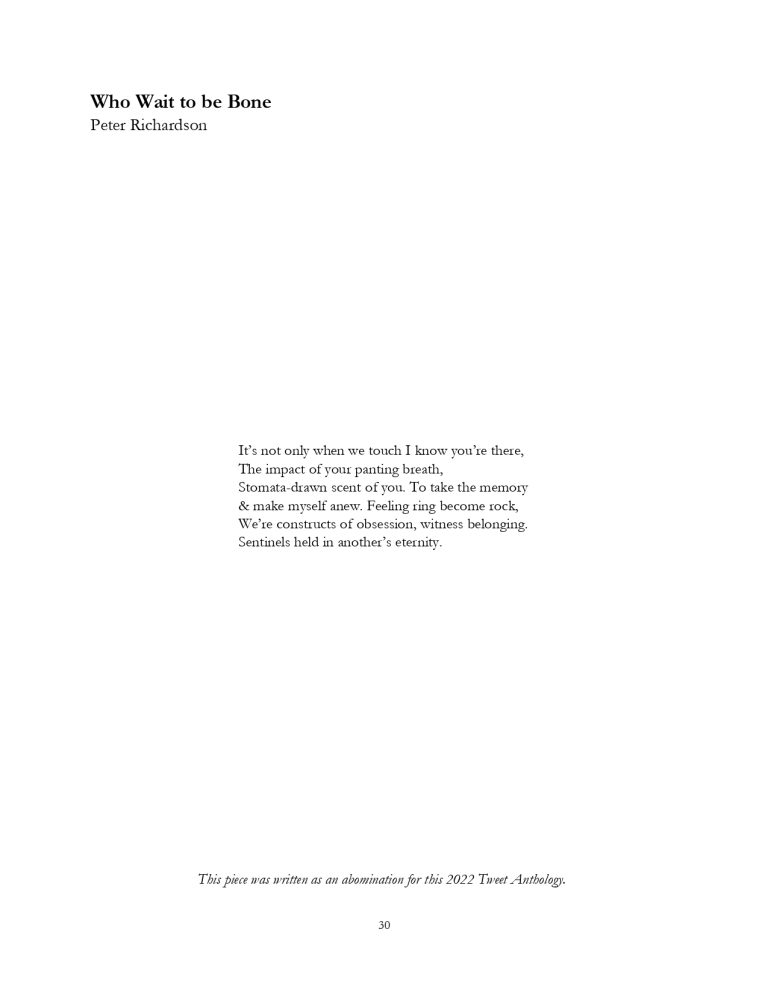 Who Wait to be Bone
Peter Richardson
It's not only when we touch I know you're there,
The impact of your panting breath,
Stomata-drawn scent of you. To take the memory
& make myself anew. Feeling ring become rock,
We're constructs of obsession, witness belonging.
Sentinels held in another's eternity.
This piece was written as an abomination for this 2022 Tweet Anthology.
30